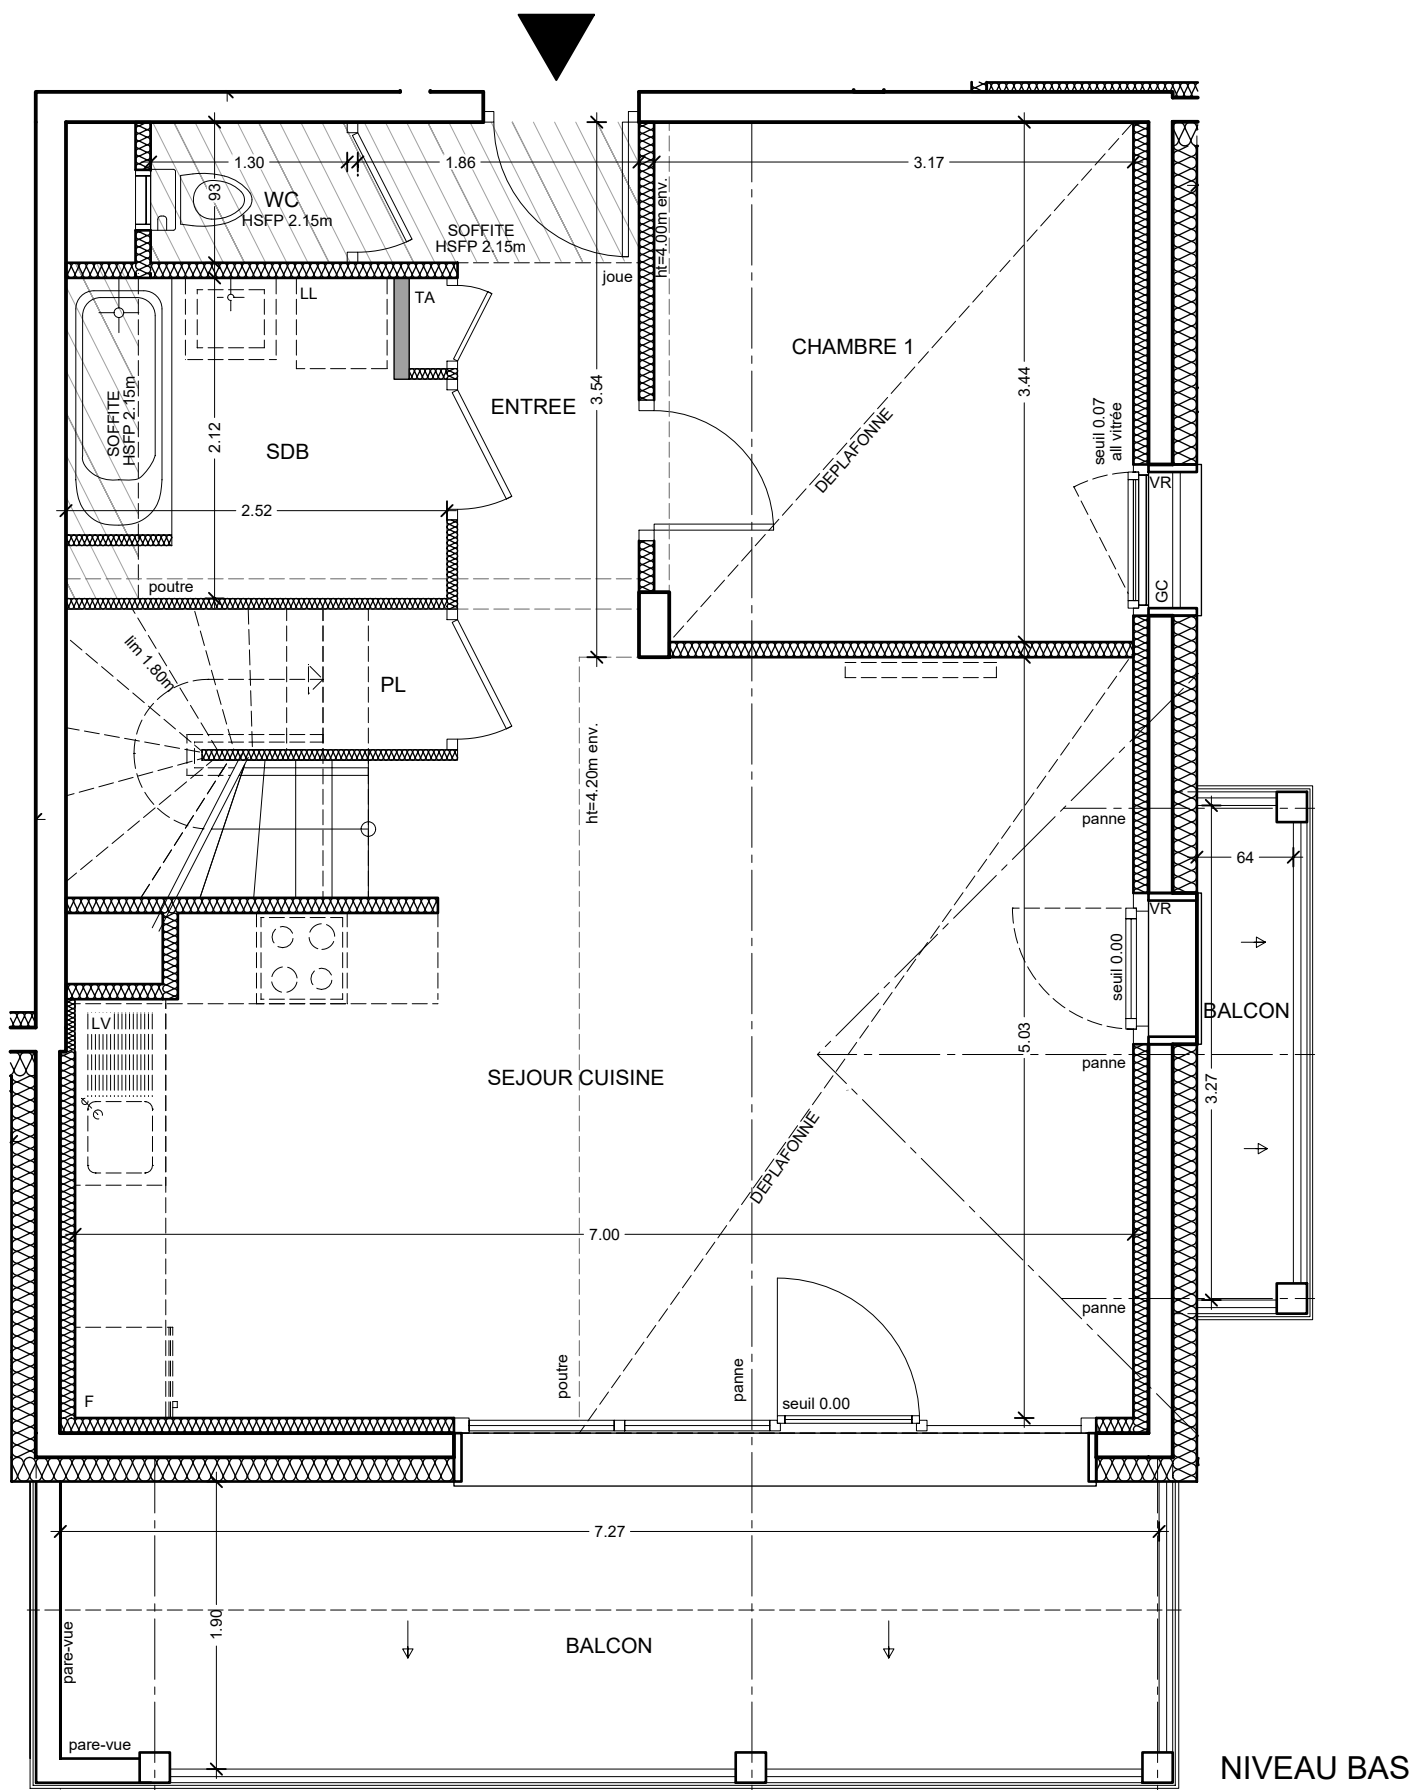 1.30
1.86
3.17
93
WC
HSFP 2.15m
SOFFITE
HSFP 2.15m
ht=4.00m env.
joue
LL
TA
CHAMBRE 1
3.54
3.44
ENTREE
SOFFITE
HSFP 2.15m
2.12
SDB
DEPLAFONNE
seuil 0.07
all vitrée
VR
2.52
GC
poutre
lim 1.80m
PL
ht=4.20m env.
panne
64
VR
seuil 0.00
BALCON
LV
5.03
panne
SEJOUR CUISINE
3.27
DEPLAFONNE
7.00
panne
poutre
panne
F
seuil 0.00
7.27
1.90
pare-vue
BALCON
pare-vue
NIVEAU BAS